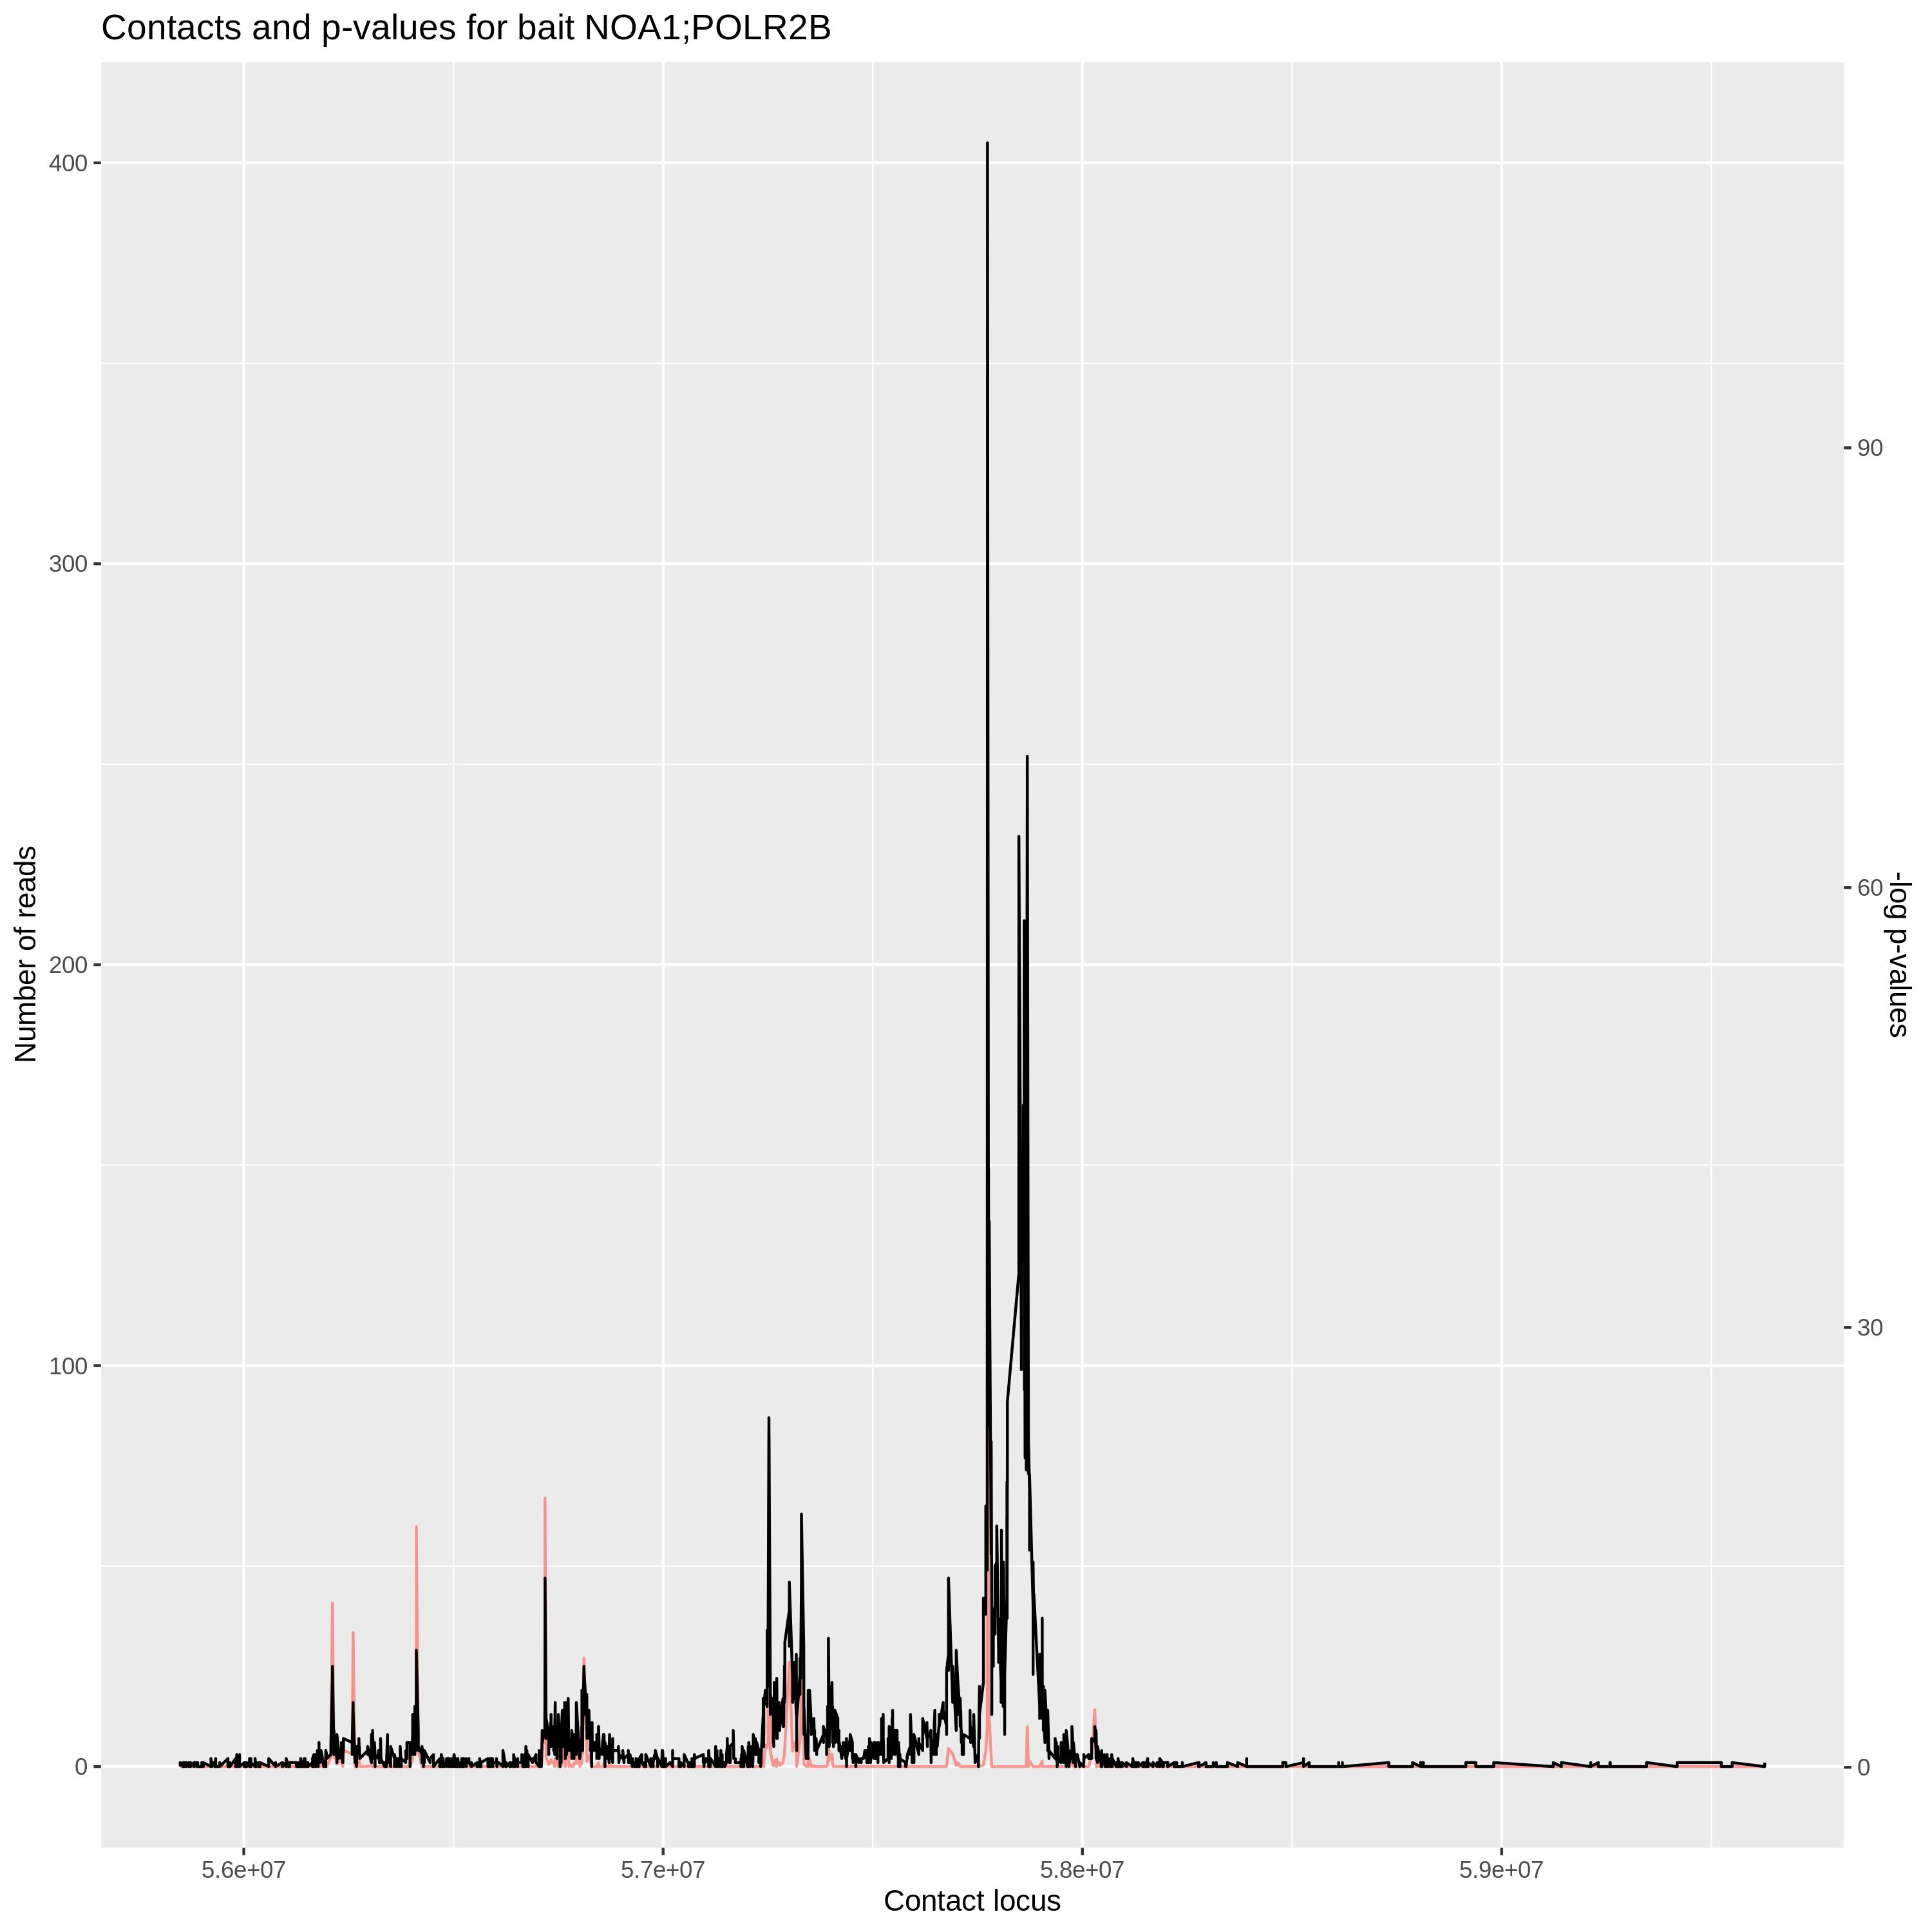 Contacts and p-values for bait NOA1;POLR2B
400
300
200
100
0
Number of reads
90
60
30
0
-log p-values
5.6e+07
5.7e+07
5.8e+07
5.9e+07
Contact locus